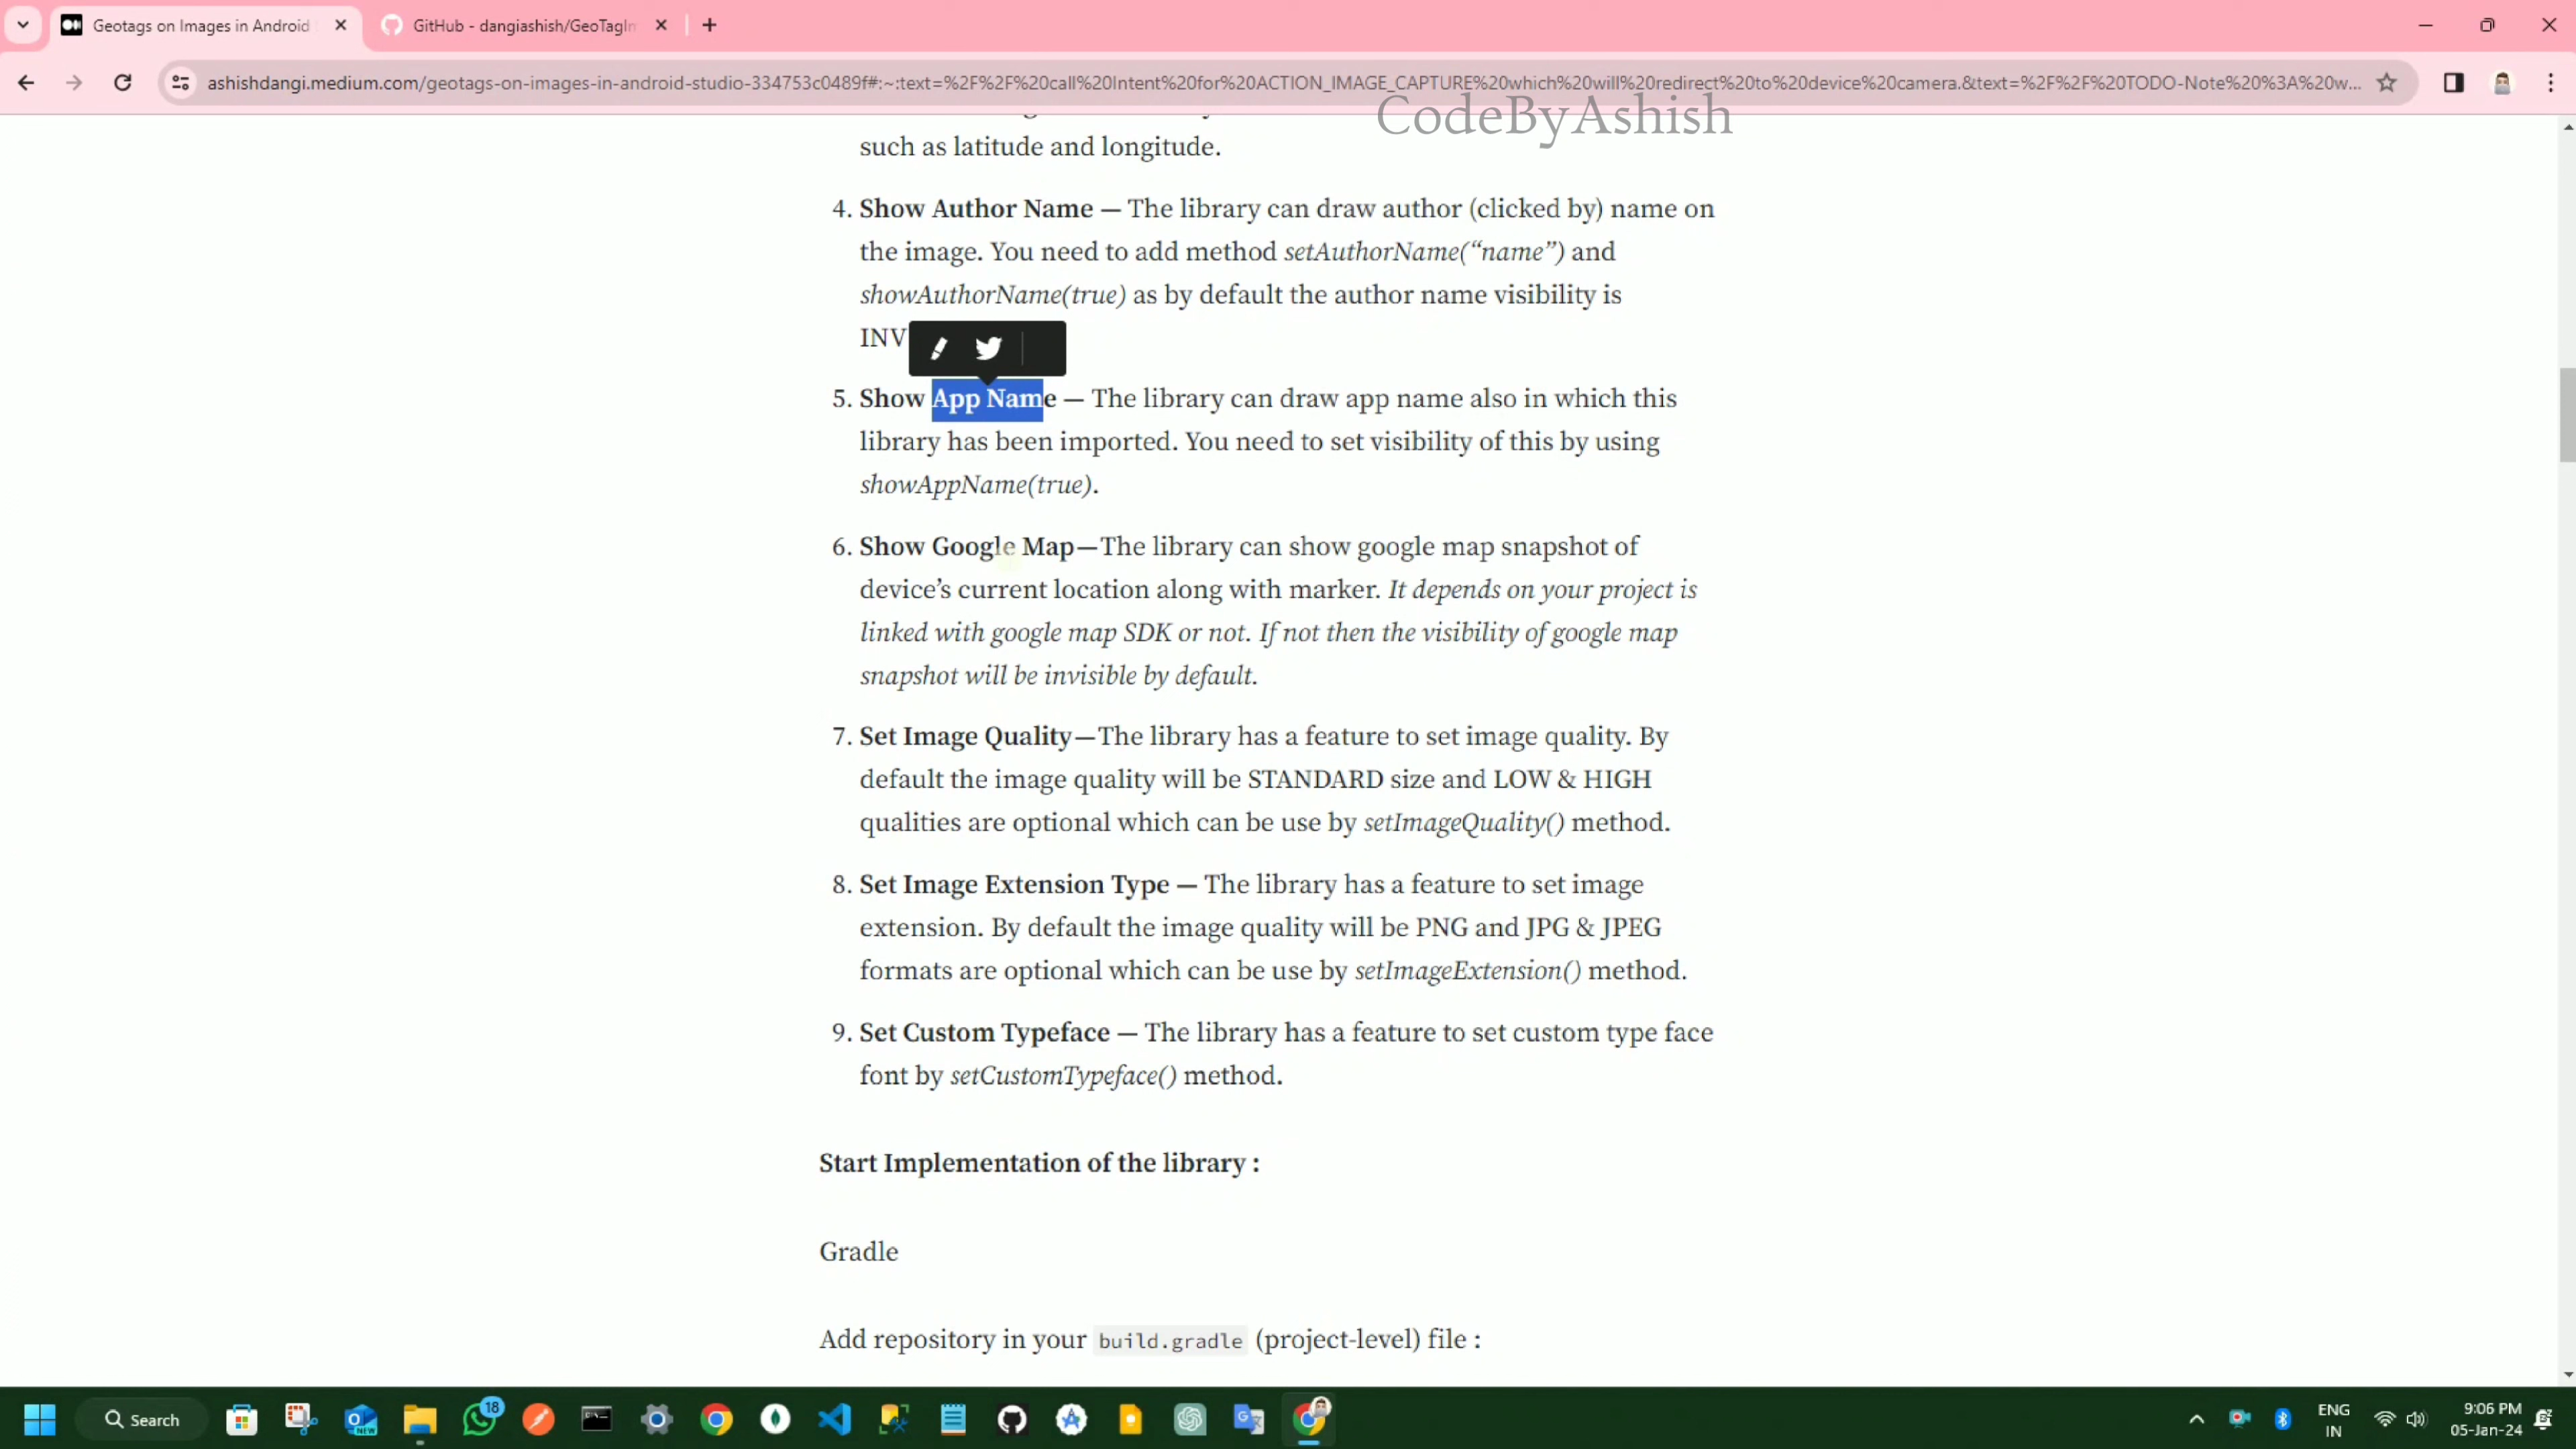 Geotags on Images in Android
GitHub - dangiashish/GeoTagIm
ashishdangi.medium.com/geotags-on-images-in-android-studio-334753c0489f#:~:text=%2F%2F%20call%20Intent%20for%20ACTION_IMAGE_CAPTURE%20which%20will%20redirect%20to%20device%20camera.&text=%2F%2F%20TODO-Note%20%3A%20w...
CodeByAshish
such as latitude and longitude.
4. Show Author Name — The library can draw author (clicked by) name on
the image. You need to add method setAuthorName(“name”) and
showAuthorName(true) as by default the author name visibility is
INV
5. Show App Name — The library can draw app name also in which this
library has been imported. You need to set visibility of this by using
showAppName(true).
6. Show Google Map—The library can show google map snapshot of
device’s current location along with marker. It depends on your project is
linked with google map SDK or not. If not then the visibility of google map
snapshot will be invisible by default.
7. Set Image Quality—The library has a feature to set image quality. By
default the image quality will be STANDARD size and LOW & HIGH
qualities are optional which can be use by setImageQuality() method.
8. Set Image Extension Type — The library has a feature to set image
extension. By default the image quality will be PNG and JPG & JPEG
formats are optional which can be use by setImageExtension() method.
9. Set Custom Typeface — The library has a feature to set custom type face
font by setCustomTypeface() method.
Start Implementation of the library :
Gradle
Add repository in your build.gradle (project-level) file :
Search
NEW
18
ENG
IN
9:06 PM
05-Jan-24